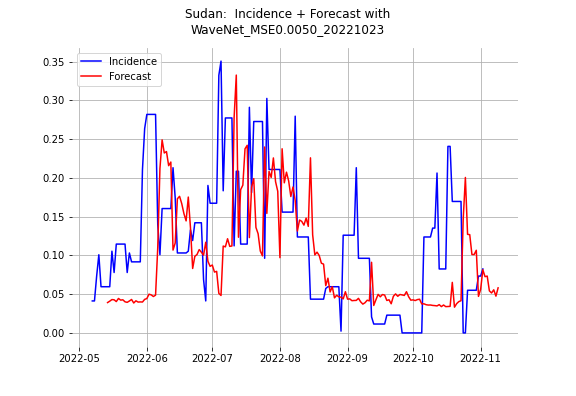 Sudan:  Incidence + Forecast with
WaveNet_MSE0.0050_20221023
Incidence
Forecast
0.35
0.30
0.25
0.20
0.15
0.10
0.05
0.00
2022-05 2022-06 2022-07 2022-08 2022-09 2022-10 2022-11